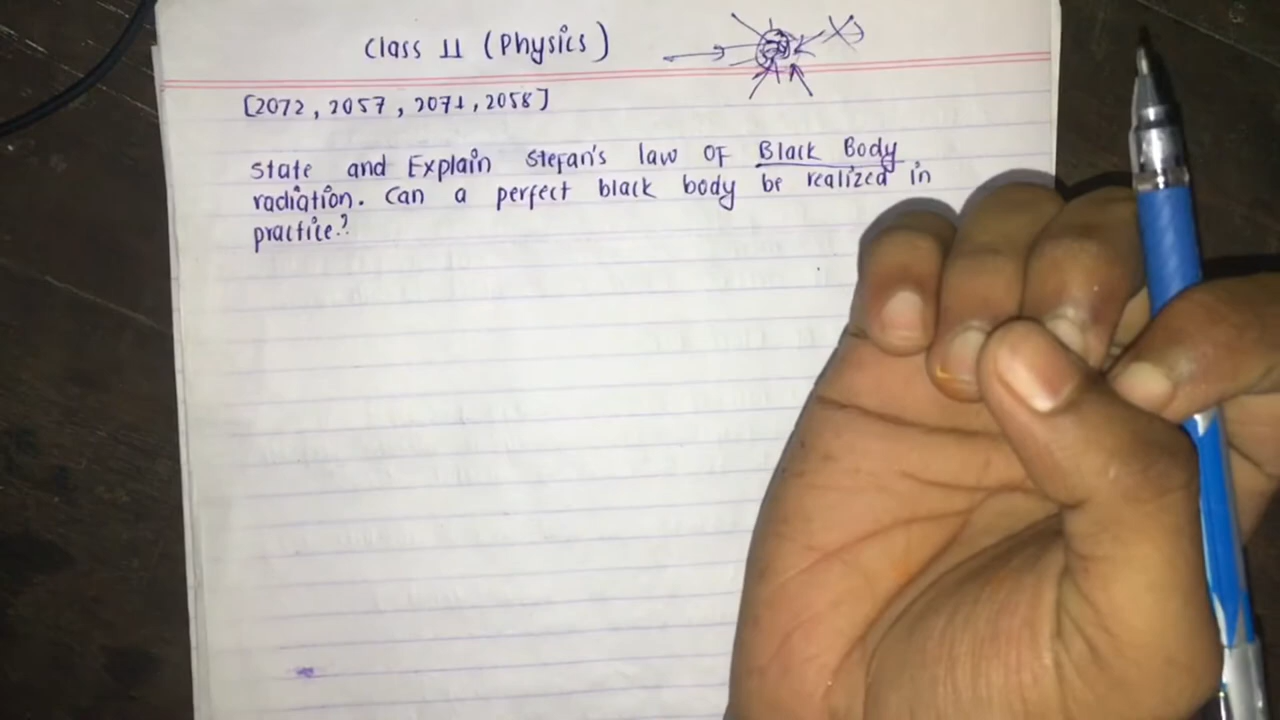 Class 11 (Physics)
[2072, 2057, 2071, 2058]
State and Explain Stefan's law OF Black Body
radiation. Can a perfect black body be realized in
practice?